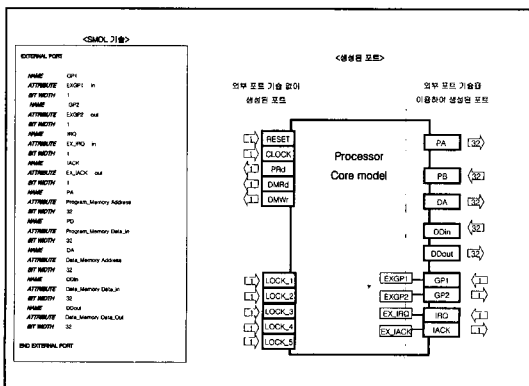 <SMDL 기술>
EXTERNAL PORT
NAME GP1
ATTRIBUTE EXGP1 in
BIT WIDTH 1
NAME GP2
ATTRIBUTE EXGP2 out
BIT WIDTH 1
NAME IRQ
ATTRIBUTE EX_IRQ in
BIT WIDTH 1
NAME IACK
ATTRIBUTE EX_IACK out
BIT WIDTH 1
NAME PA
ATTRIBUTE Program_Memory Address
BIT WIDTH 32
NAME PD
ATTRIBUTE Program_Memory Data_in
BIT WIDTH 32
NAME DA
ATTRIBUTE Data_Memory Address
BIT WIDTH 32
NAME DDin
ATTRIBUTE Data_Memory Data_in
BIT WIDTH 32
NAME DDout
ATTRIBUTE Data_Memory Data_Out
BIT WIDTH 32
END EXTERNAL PORT
<생성된 포트>
외부 포트 기술 없이
생성된 포트
외부 포트 기술을
이용하여 생성된 포트
1 RESET
1 CLOCK
1 PRd
1 DMRd
1 DMWr
1 LOCK_1
1 LOCK_2
1 LOCK_3
1 LOCK_4
1 LOCK_5
Processor
Core model
PA 32
PB 32
DA 32
DDin 32
DDout 32
EXGP1 GP1 1
EXGP2 GP2 1
EX_IRQ IRQ 1
EX_IACK IACK 1